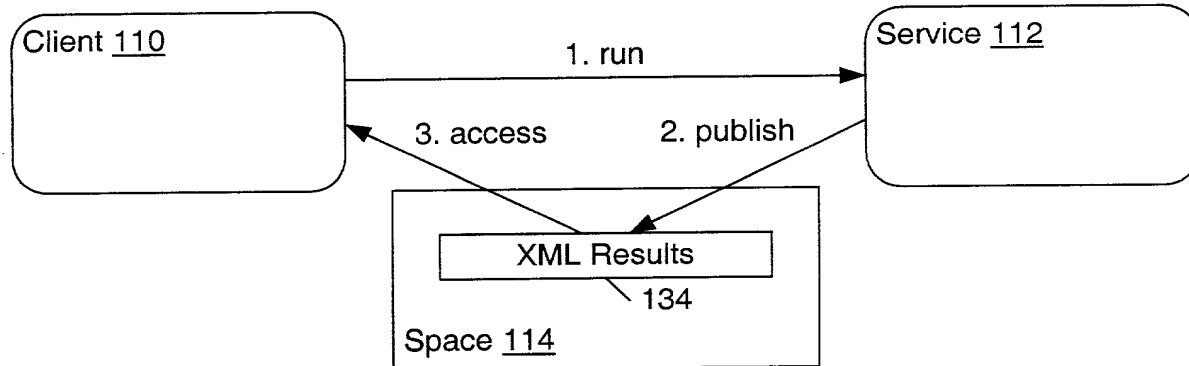 Client 110
Service 112
1. run
3. access
2. publish
XML Results
134
Space 114